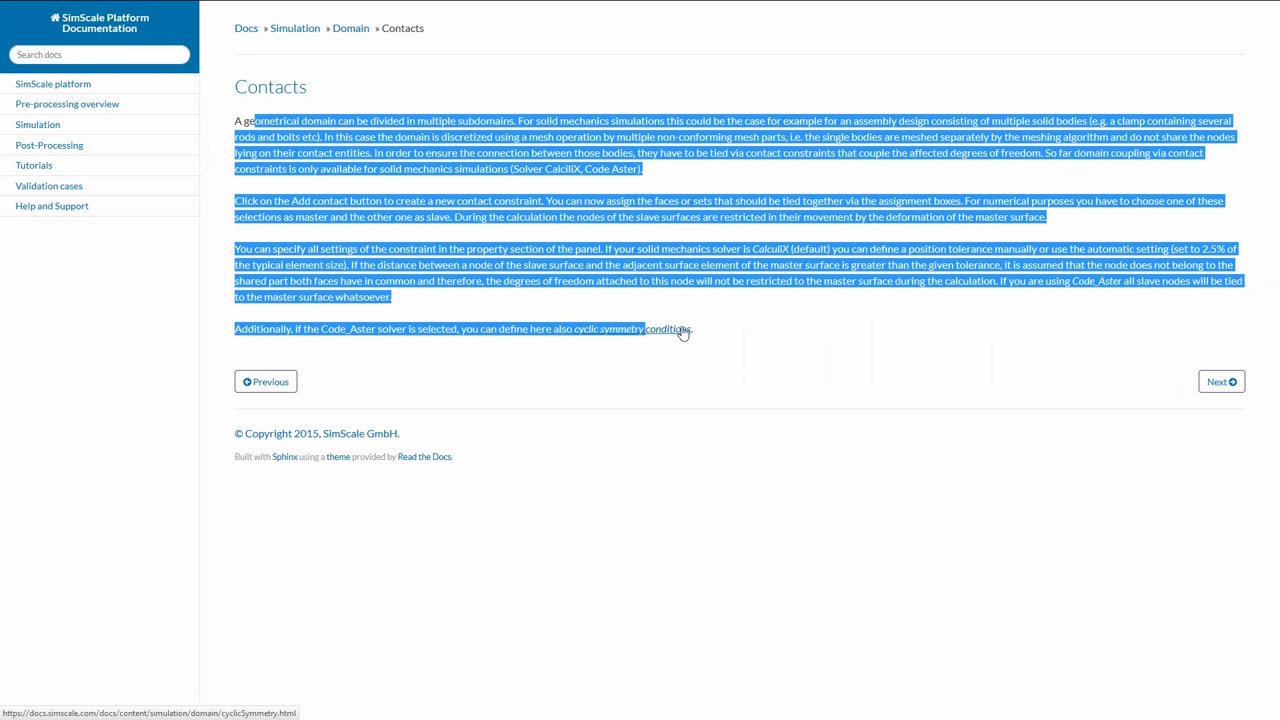 SimScale Platform
Documentation
Search docs
SimScale platform
Pre-processing overview
Simulation
Post-Processing
Tutorials
Validation cases
Help and Support
Docs » Simulation » Domain » Contacts
Contacts
A geometrical domain can be divided in multiple subdomains. For solid mechanics simulations this could be the case for example for an assembly design consisting of multiple solid bodies (e.g. a clamp containing several
rods and bolts etc). In this case the domain is discretized using a mesh operation by multiple non-conforming mesh parts, i.e. the single bodies are meshed separately by the meshing algorithm and do not share the nodes
lying on their contact entities. In order to ensure the connection between those bodies, they have to be tied via contact constraints that couple the affected degrees of freedom. So far domain coupling via contact
constraints is only available for solid mechanics simulations (Solver CalciliX, Code Aster).
Click on the Add contact button to create a new contact constraint. You can now assign the faces or sets that should be tied together via the assignment boxes. For numerical purposes you have to choose one of these
selections as master and the other one as slave. During the calculation the nodes of the slave surfaces are restricted in their movement by the deformation of the master surface.
You can specify all settings of the constraint in the property section of the panel. If your solid mechanics solver is CalculiX (default) you can define a position tolerance manually or use the automatic setting (set to 2.5% of
the typical element size). If the distance between a node of the slave surface and the adjacent surface element of the master surface is greater than the given tolerance, it is assumed that the node does not belong to the
shared part both faces have in common and therefore, the degrees of freedom attached to this node will not be restricted to the master surface during the calculation. If you are using Code_Aster all slave nodes will be tied
to the master surface whatsoever.
Additionally, if the Code_Aster solver is selected, you can define here also cyclic symmetry conditions.
Previous
Next
© Copyright 2015, SimScale GmbH.
Built with Sphinx using a theme provided by Read the Docs.
https://docs.simscale.com/docs/content/simulation/domain/cyclicSymmetry.html